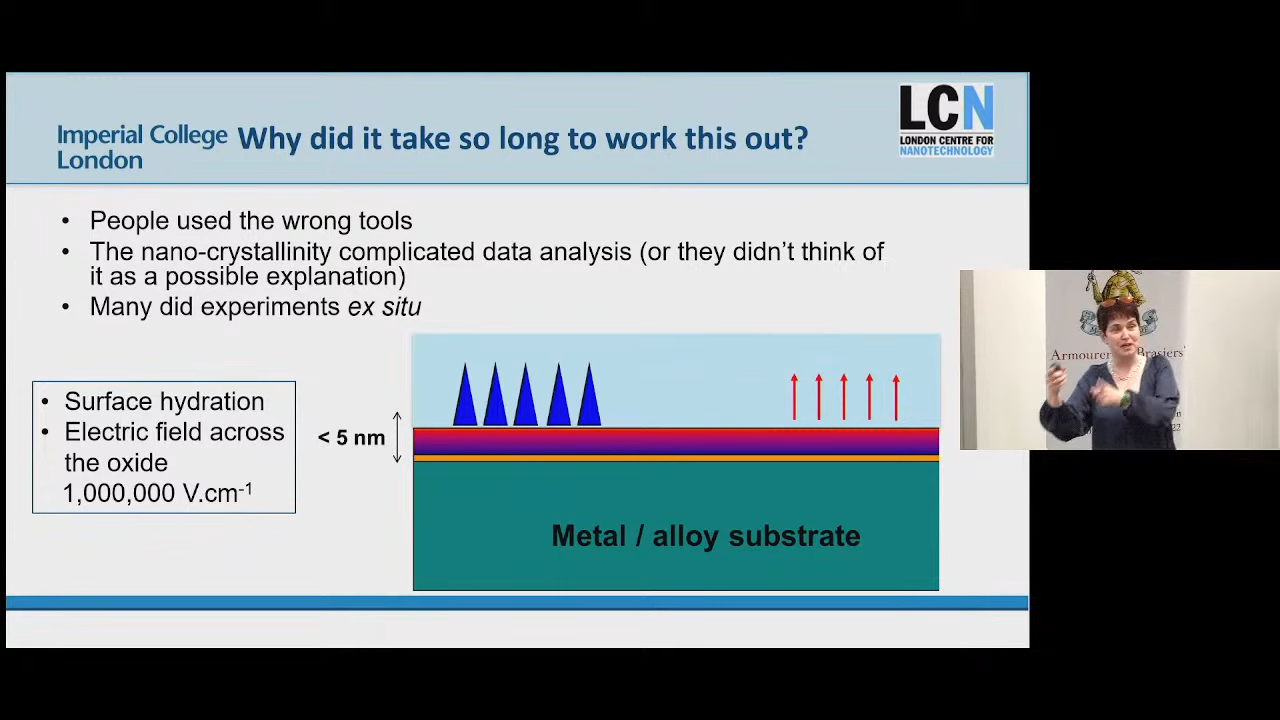 Imperial College
London
Why did it take so long to work this out?
LCN
LONDON CENTRE FOR
NANOTECHNOLOGY
• People used the wrong tools
• The nano-crystallinity complicated data analysis (or they didn't think of
it as a possible explanation)
• Many did experiments ex situ
• Surface hydration
• Electric field across
the oxide
1,000,000 V.cm-1
< 5 nm
Metal / alloy substrate
Armourers
Brasiers'